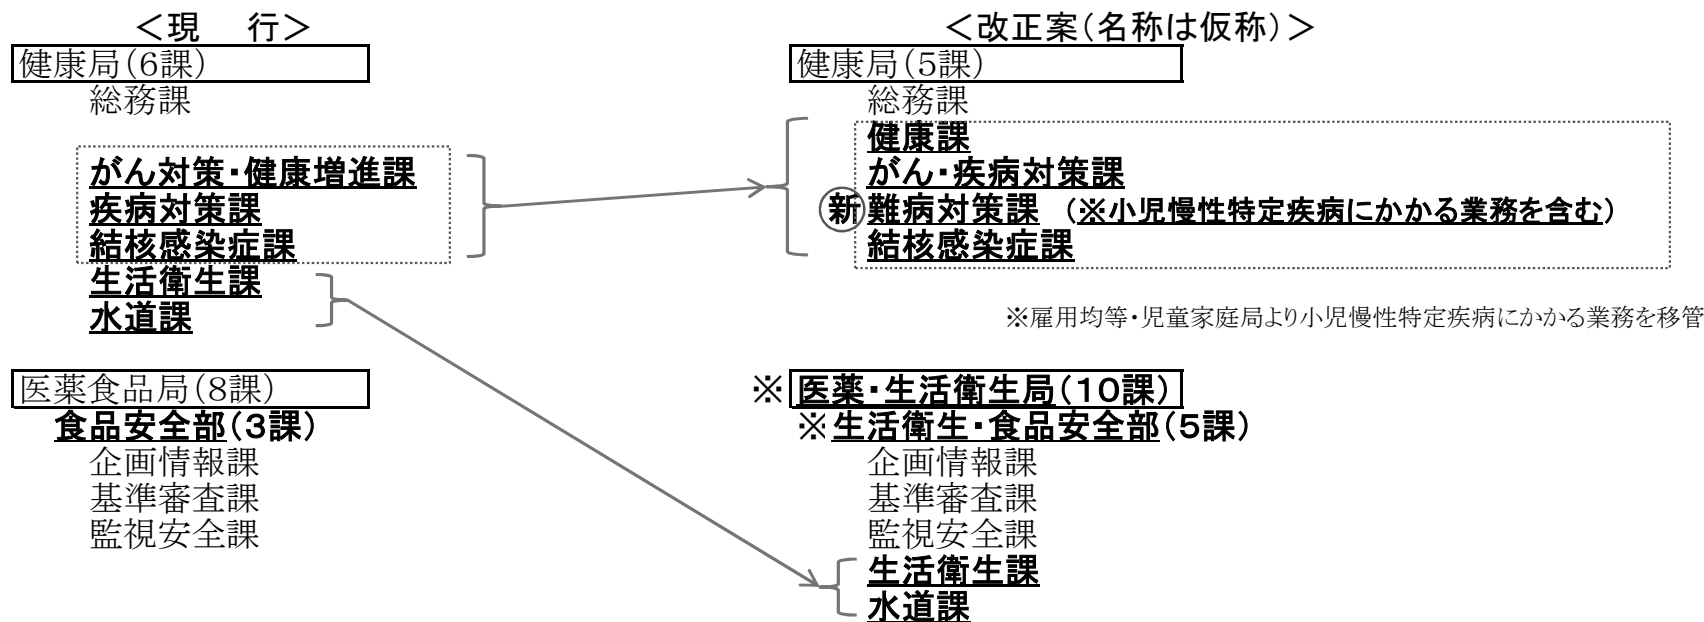 ＜現　行＞
健康局(6課)
総務課
がん対策・健康増進課
疾病対策課
結核感染症課
生活衛生課
水道課
医薬食品局(8課)
食品安全部(3課)
企画情報課
基準審査課
監視安全課
＜改正案(名称は仮称)＞
健康局(5課)
総務課
健康課
がん・疾病対策課
新 難病対策課 (※小児慢性特定疾病にかかる業務を含む)
結核感染症課
※雇用均等・児童家庭局より小児慢性特定疾病にかかる業務を移管
※ 医薬・生活衛生局(10課)
※生活衛生・食品安全部(5課)
企画情報課
基準審査課
監視安全課
生活衛生課
水道課